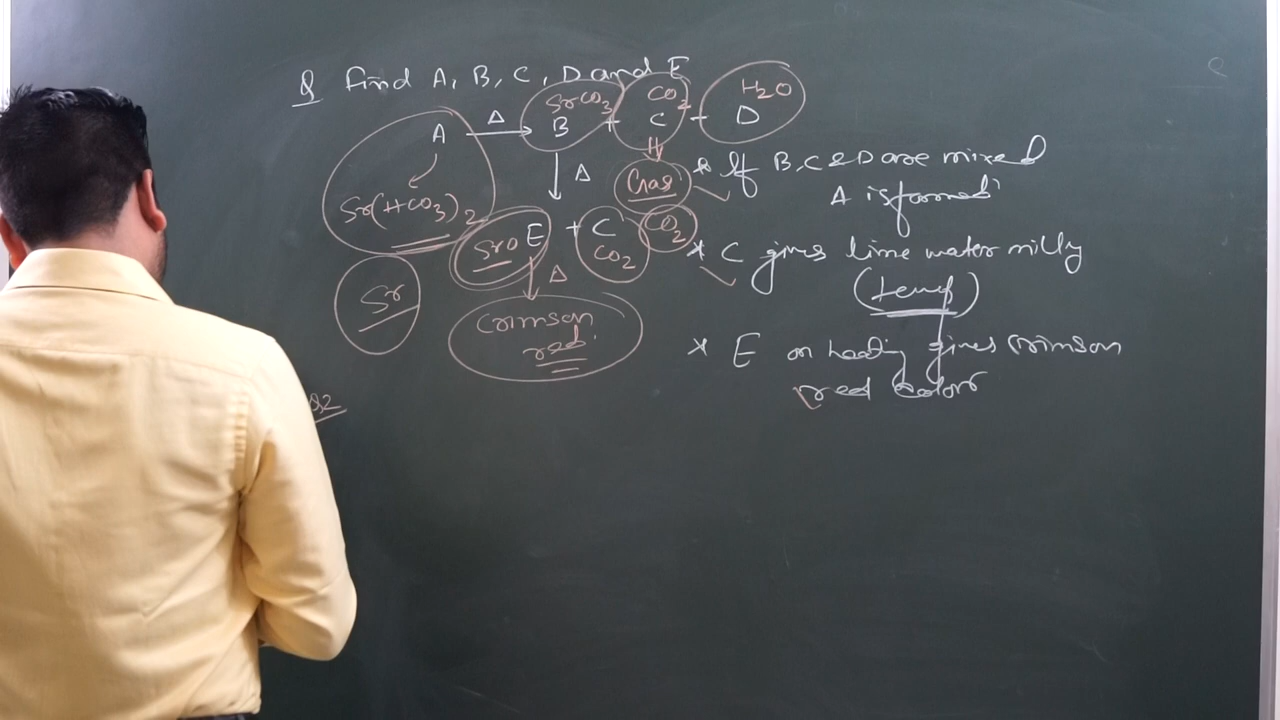 Q Find A, B, C, D and E
SrCO3 CO2 H2O
A Δ → B + C + D
Sr(HCO3)2
↓ Δ
Gas
* If B, C & D are mixed
A is formed
SrO E + C CO2
CO2
* C gives lime water milky
(temp)
Sr
↓ Δ
Crimson
red
* E on heating gives crimson
red color